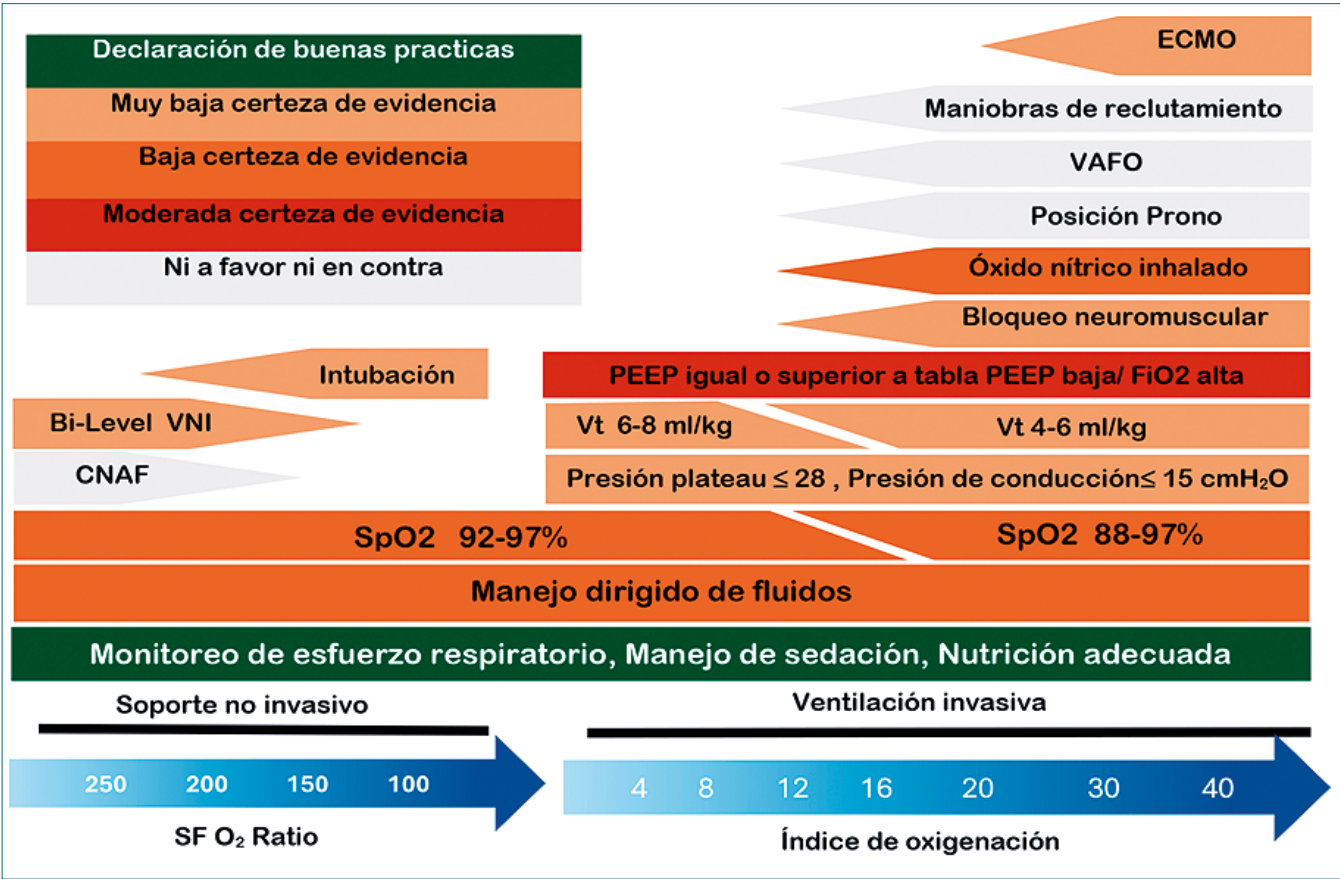 Declaración de buenas practicas
Muy baja certeza de evidencia
Baja certeza de evidencia
Moderada certeza de evidencia
Ni a favor ni en contra
ECMO
Maniobras de reclutamiento
VAFO
Posición Prono
Óxido nítrico inhalado
Bloqueo neuromuscular
Intubación
PEEP igual o superior a tabla PEEP baja/ FiO2 alta
Bi-Level VNI
Vt 6-8 ml/kg
Vt 4-6 ml/kg
CNAF
Presión plateau ≤ 28 , Presión de conducción≤ 15 cmH₂O
SpO2 92-97%
SpO2 88-97%
Manejo dirigido de fluidos
Monitoreo de esfuerzo respiratorio, Manejo de sedación, Nutrición adecuada
Soporte no invasivo
Ventilación invasiva
250 200 150 100
4 8 12 16 20 30 40
SF O₂ Ratio
Índice de oxigenación